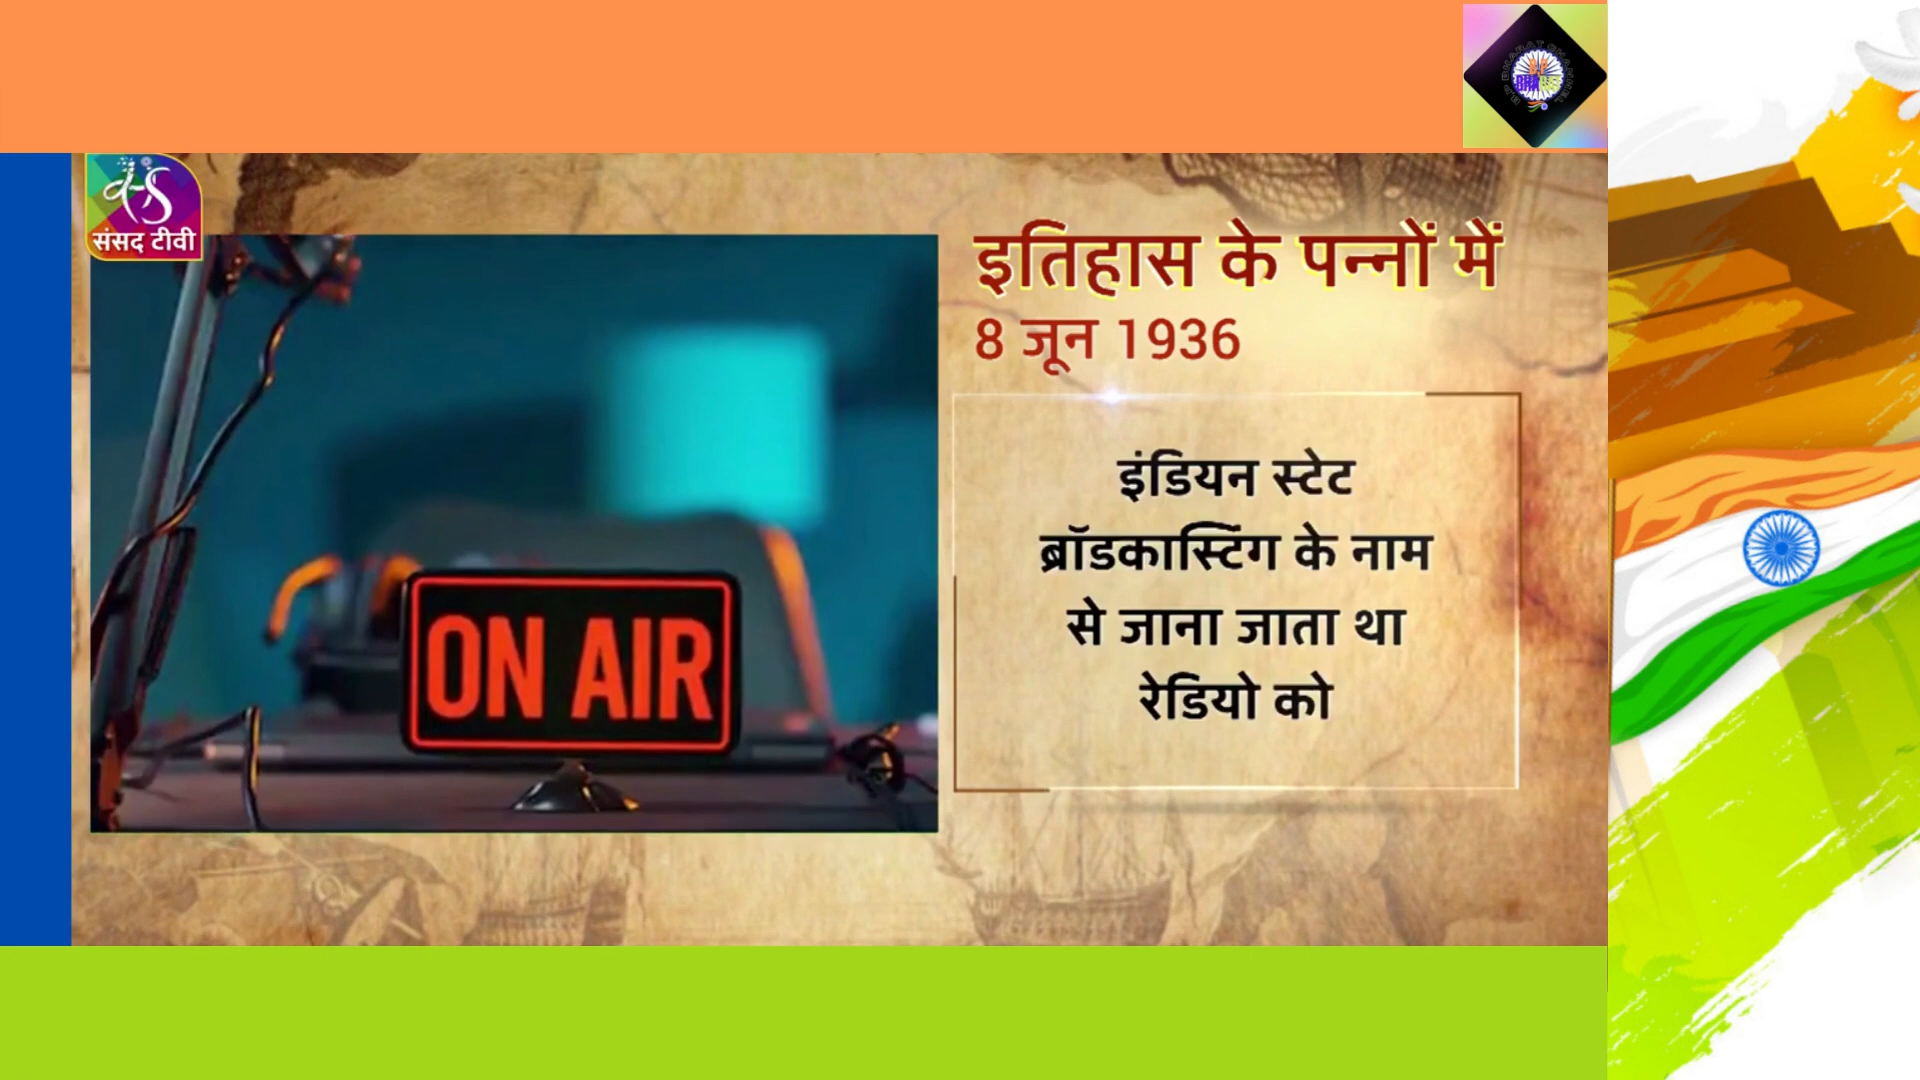 संसद टीवी
इतिहास के पन्नों में
8 जून 1936
इंडियन स्टेट
ब्रॉडकास्टिंग के नाम
से जाना जाता था
रेडियो को
ON AIR